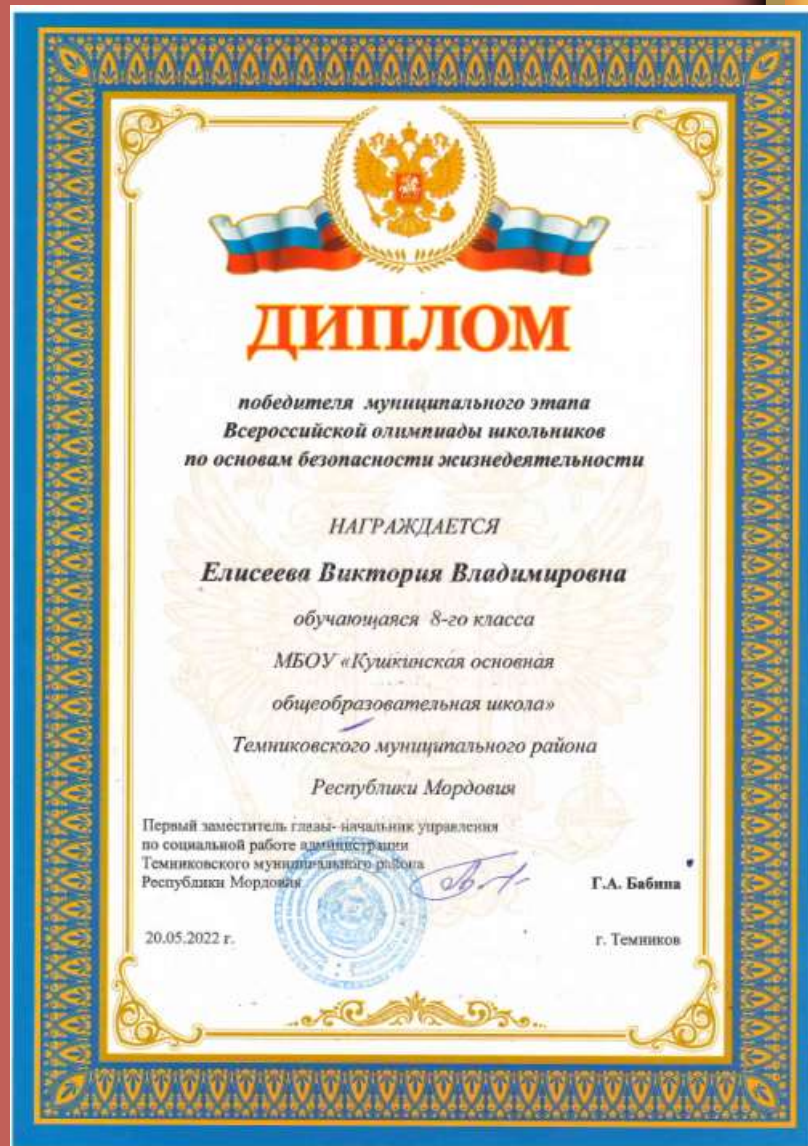 ДИПЛОМ
победителя муниципального этапа
Всероссийской олимпиады школьников
по основам безопасности жизнедеятельности
НАГРАЖДАЕТСЯ
Елисеева Виктория Владимировна
обучающаяся 8-го класса
МБОУ «Кушкинская основная
общеобразовательная школа»
Темниковского муниципального района
Республики Мордовия
Первый заместитель главы- начальник управления
по социальной работе администрации
Темниковского муниципального района
Республики Мордовия
Г.А. Бабина
20.05.2022 г.
г. Темников